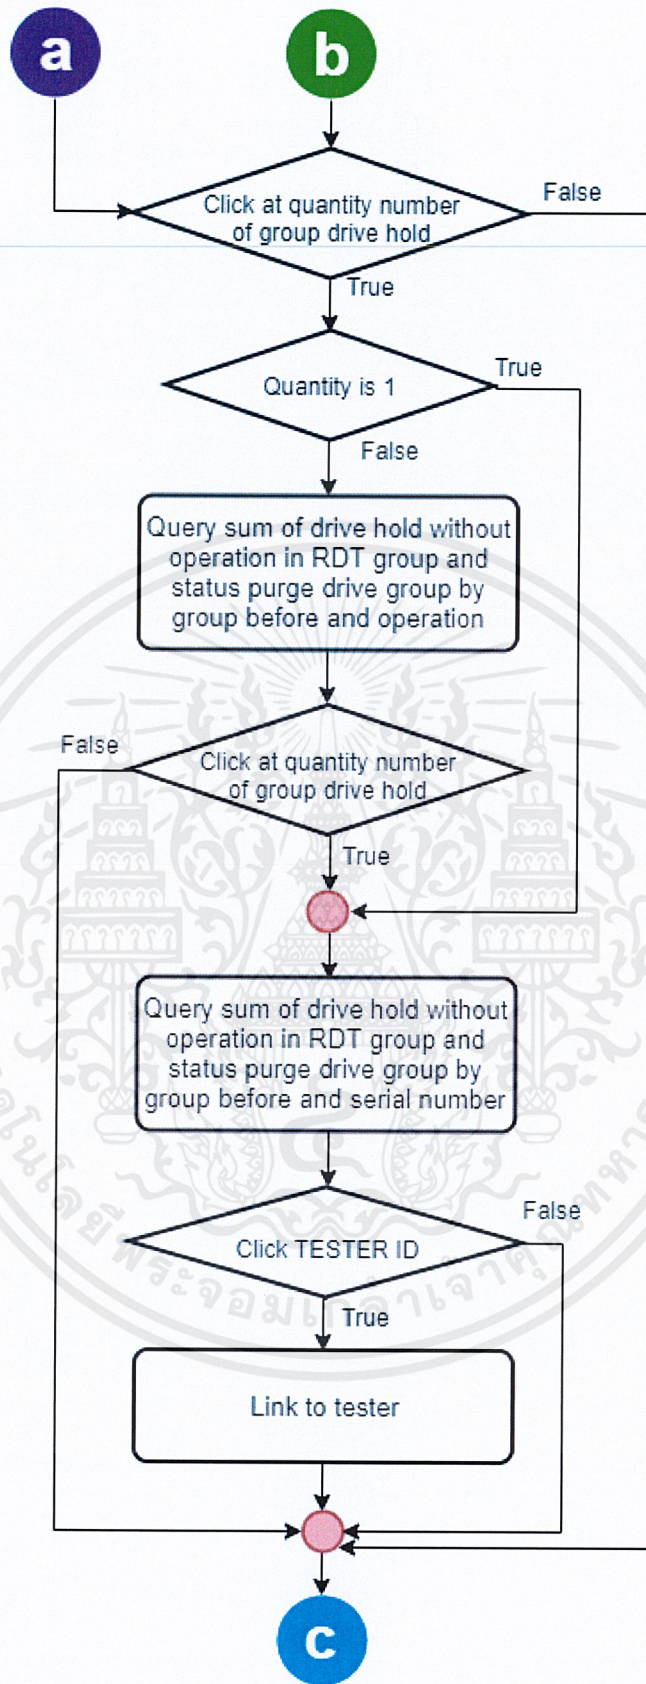 a
b
Click at quantity number
of group drive hold
False
True
Quantity is 1
True
False
Query sum of drive hold without
operation in RDT group and
status purge drive group by
group before and operation
False
Click at quantity number
of group drive hold
True
Query sum of drive hold without
operation in RDT group and
status purge drive group by
group before and serial number
False
Click TESTER ID
True
Link to tester
c